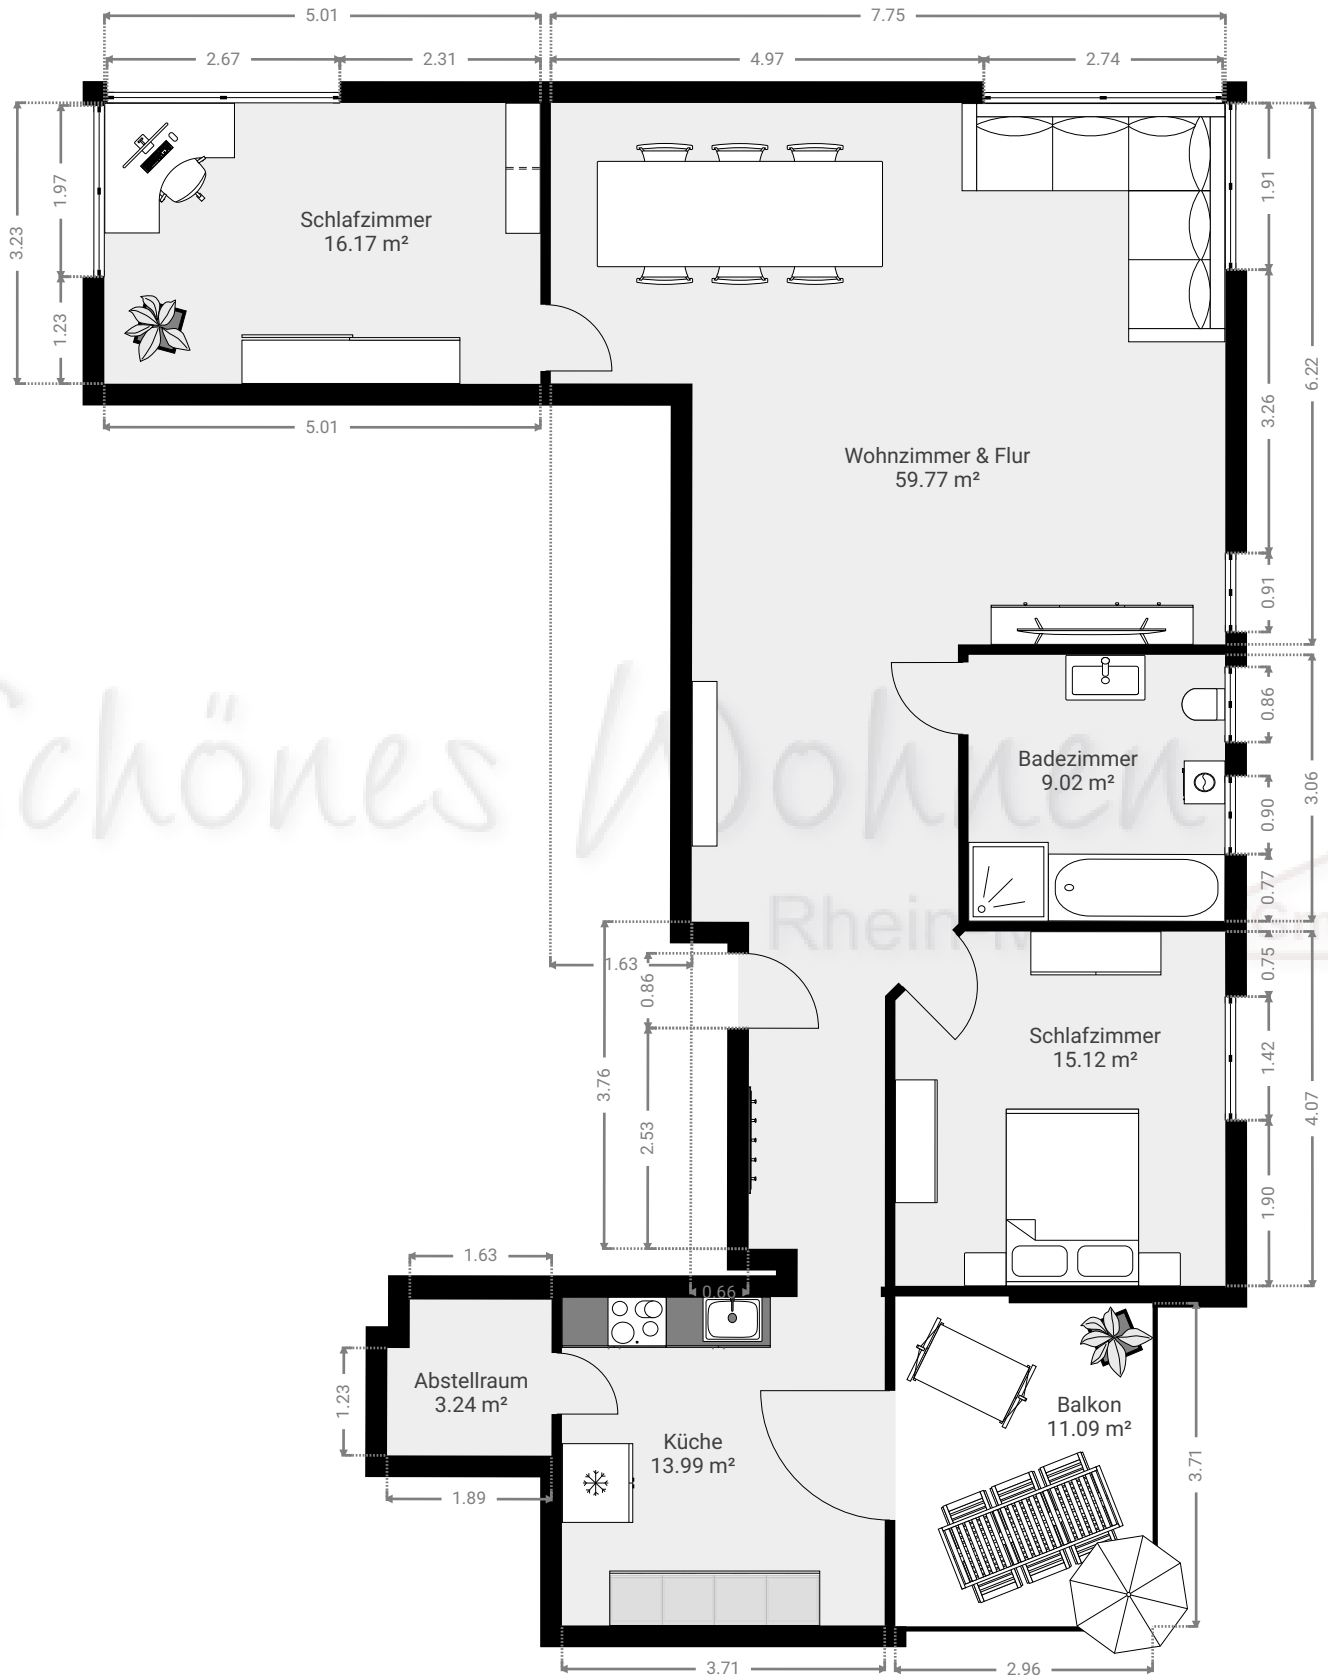 5.01
7.75
2.67
2.31
4.97
2.74
3.23
1.97
1.23
Schlafzimmer
16.17 m²
1.91
3.26
6.22
0.91
5.01
Wohnzimmer & Flur
59.77 m²
Schönes Wohnen
Badezimmer
9.02 m²
0.86
0.90
0.77
3.06
1.63
0.86
3.76
2.53
Schlafzimmer
15.12 m²
0.75
1.42
1.90
4.07
1.63
0.66
1.23
Abstellraum
3.24 m²
1.89
Küche
13.99 m²
Balkon
11.09 m²
3.71
3.71
2.96